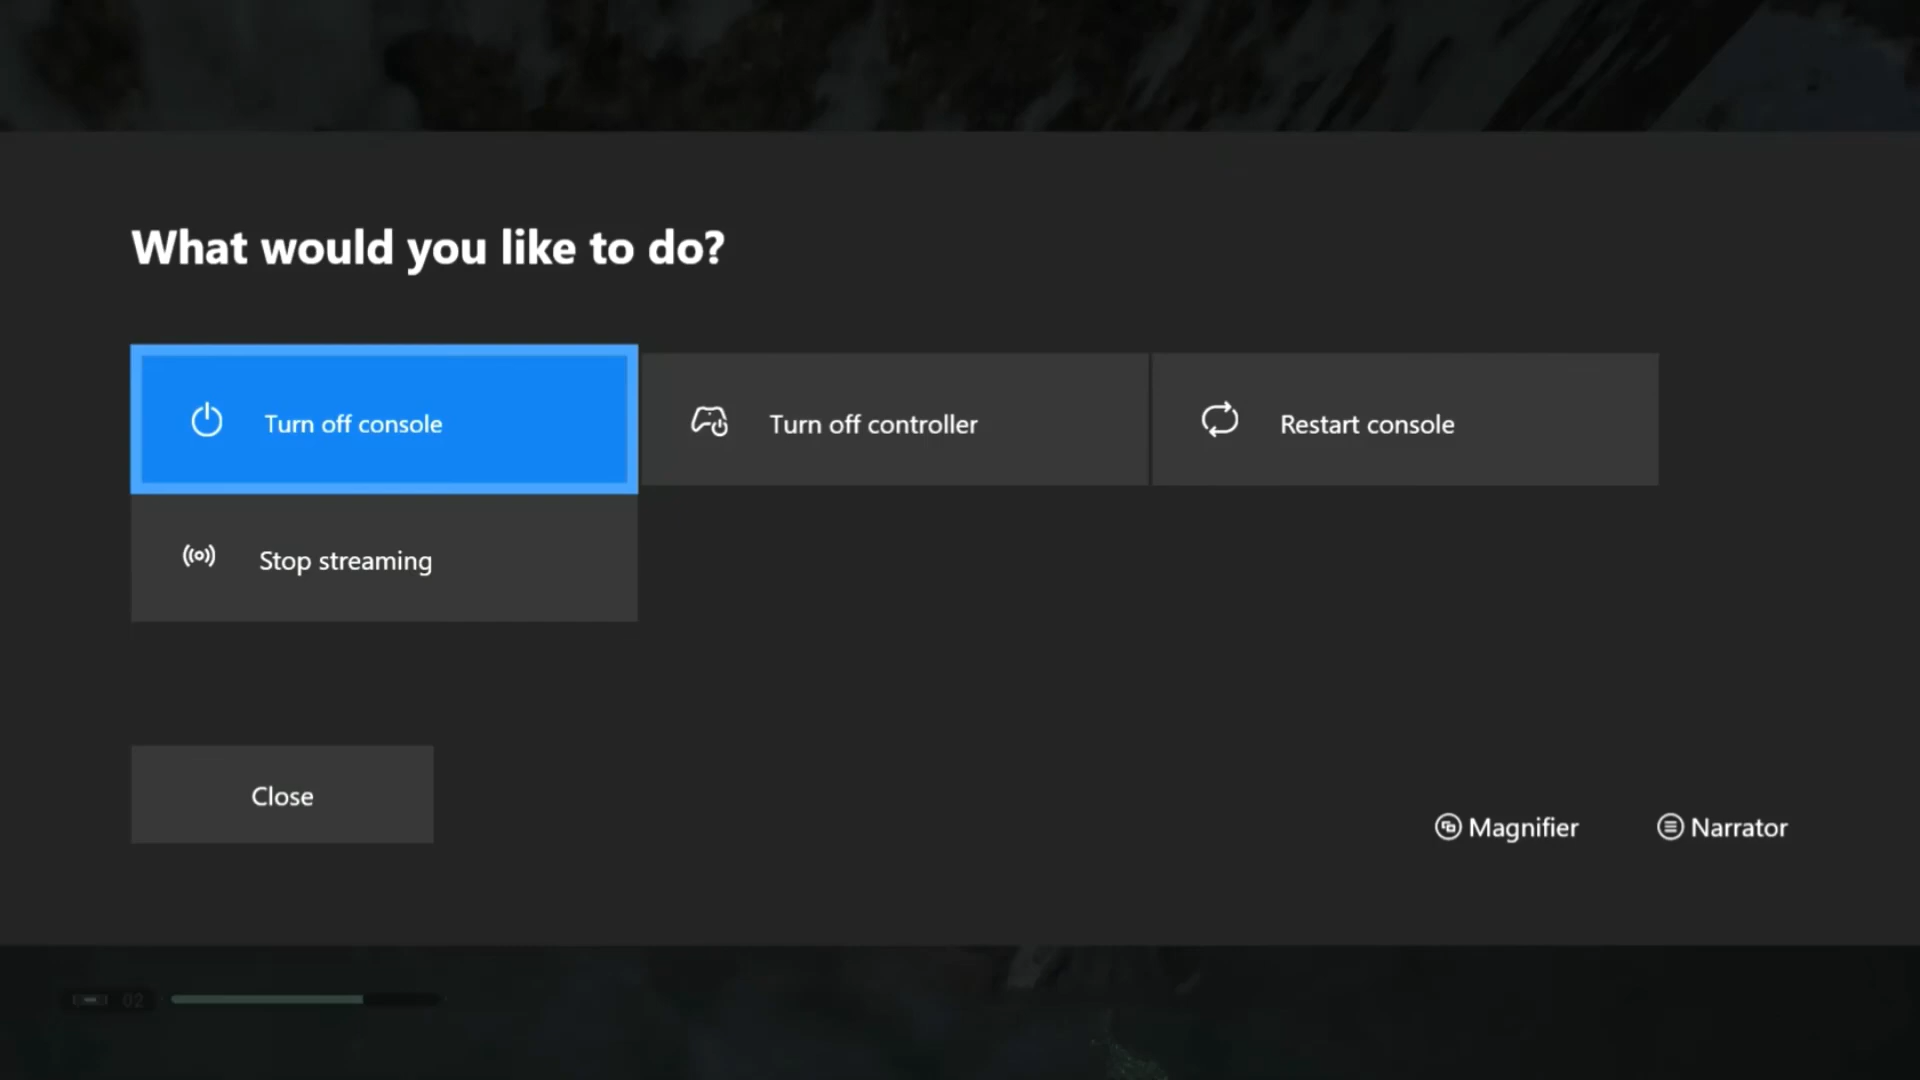 What would you like to do?
Turn off console
Turn off controller
Restart console
Stop streaming
Close
Magnifier
Narrator
02